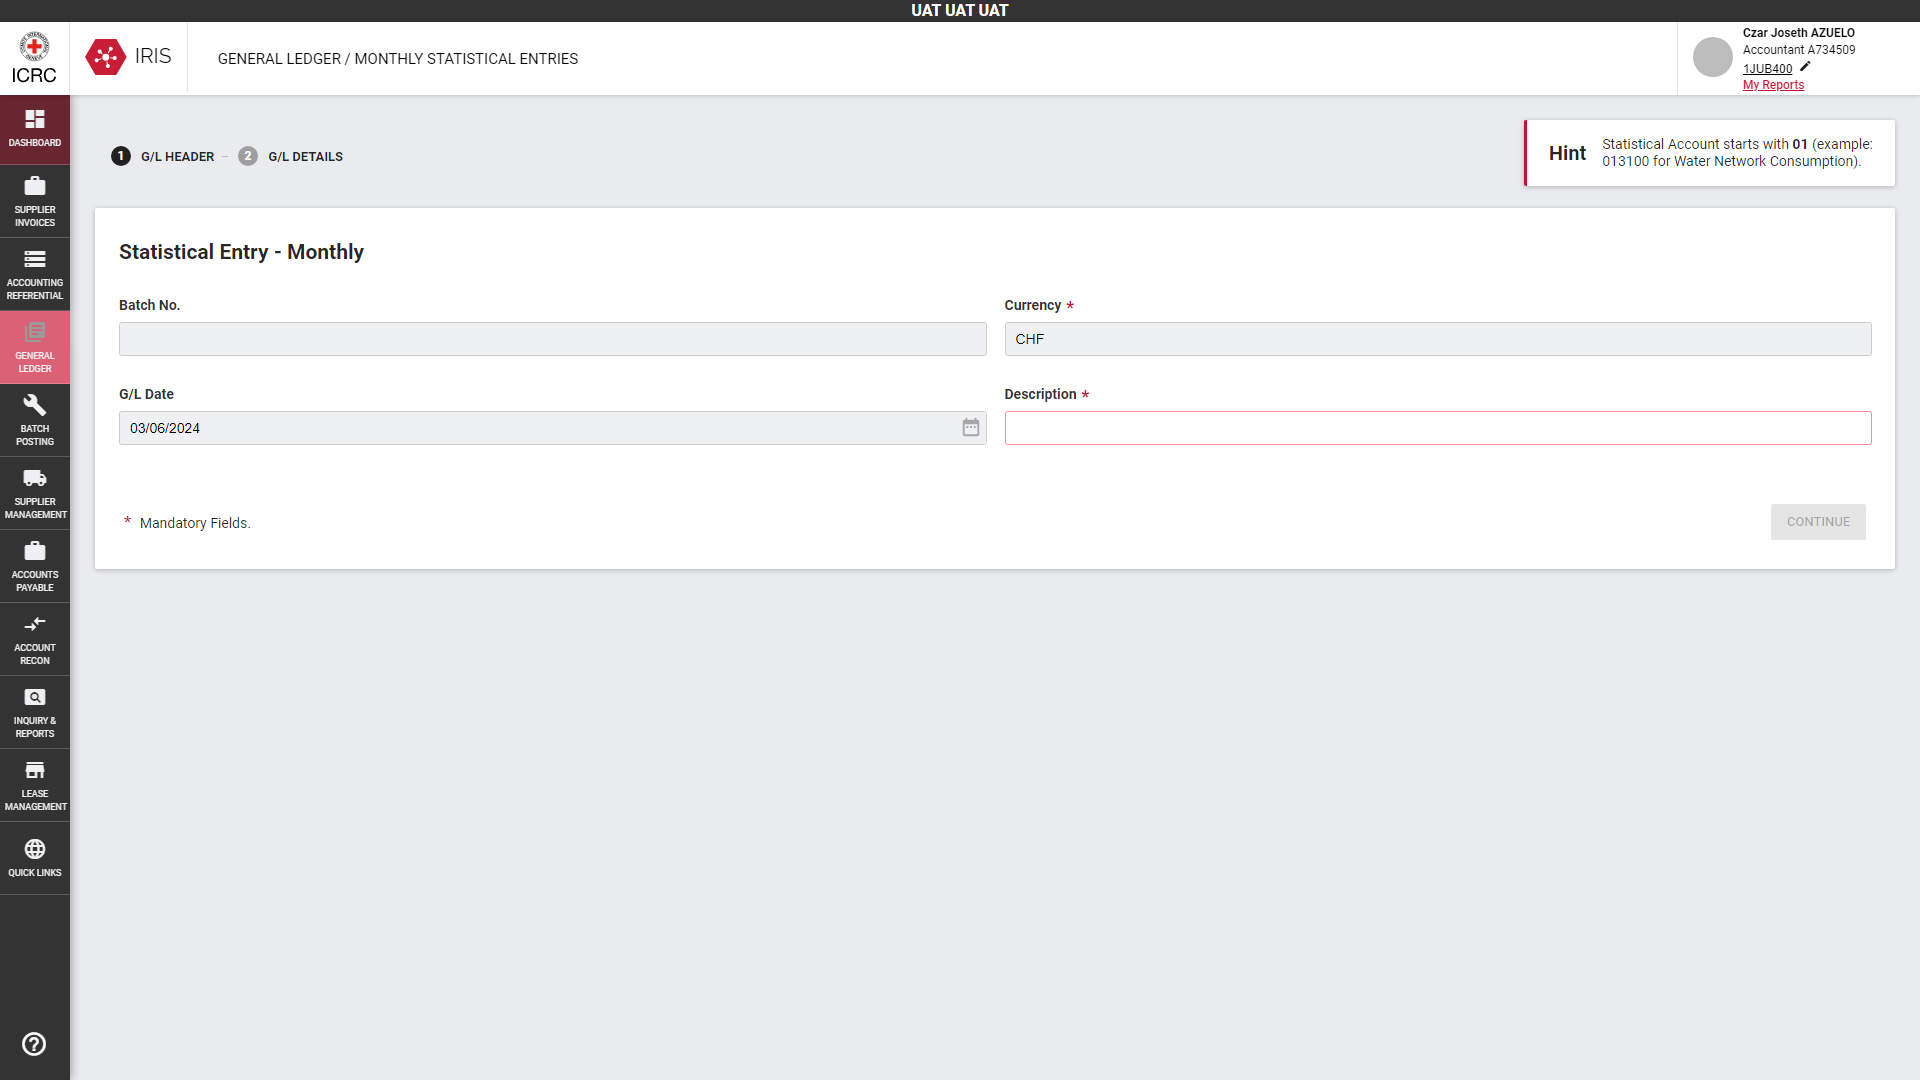 UAT UAT UAT
ICRC
IRIS
GENERAL LEDGER / MONTHLY STATISTICAL ENTRIES
Czar Joseth AZUELO
Accountant A734509
1JUB400
My Reports
DASHBOARD
SUPPLIER
INVOICES
ACCOUNTING
REFERENTIAL
GENERAL
LEDGER
BATCH
POSTING
SUPPLIER
MANAGEMENT
ACCOUNTS
PAYABLE
ACCOUNT
RECON
INQUIRY &
REPORTS
LEASE
MANAGEMENT
QUICK LINKS
1 G/L HEADER – 2 G/L DETAILS
Hint
Statistical Account starts with 01 (example:
013100 for Water Network Consumption).
Statistical Entry - Monthly
Batch No.
Currency *
CHF
G/L Date
03/06/2024
Description *
* Mandatory Fields.
CONTINUE